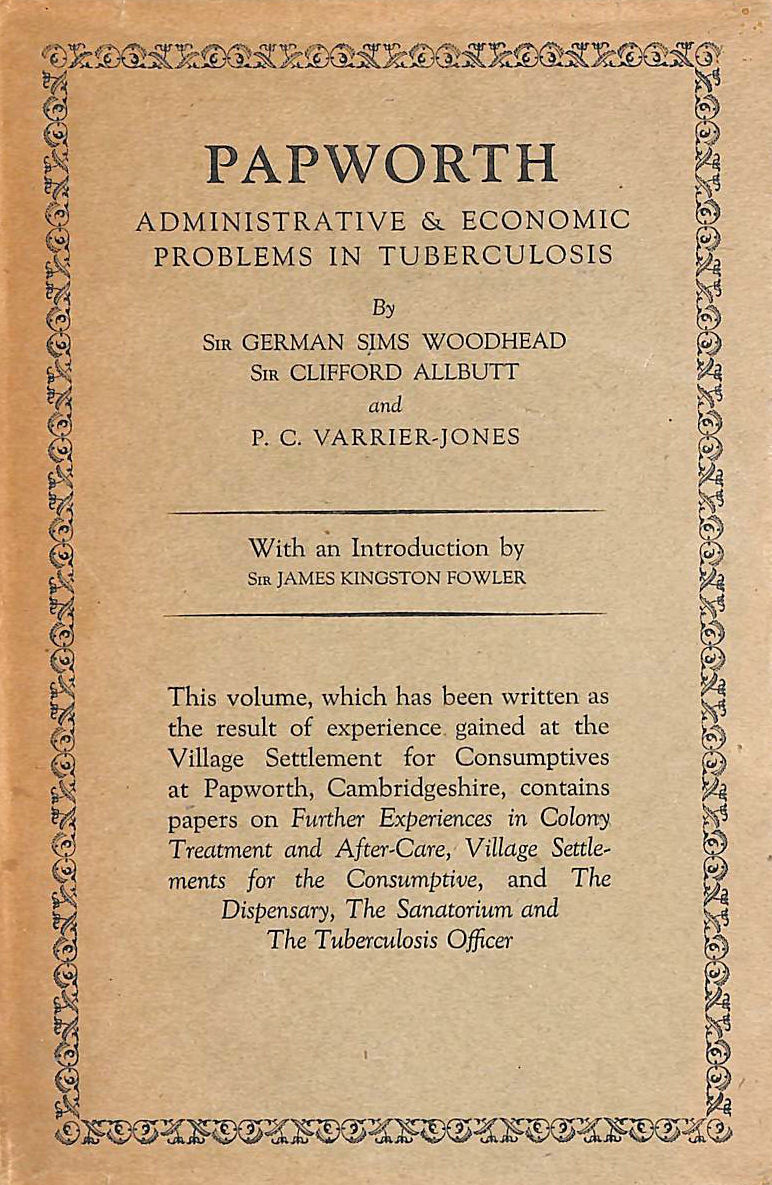 PAPWORTH
ADMINISTRATIVE & ECONOMIC
PROBLEMS IN TUBERCULOSIS
By
SIR GERMAN SIMS WOODHEAD
SIR CLIFFORD ALLBUTT
and
P. C. VARRIER-JONES
With an Introduction by
SIR JAMES KINGSTON FOWLER
This volume, which has been written as
the result of experience gained at the
Village Settlement for Consumptives
at Papworth, Cambridgeshire, contains
papers on Further Experiences in Colony
Treatment and After-Care, Village Settle-
ments for the Consumptive, and The
Dispensary, The Sanatorium and
The Tuberculosis Officer